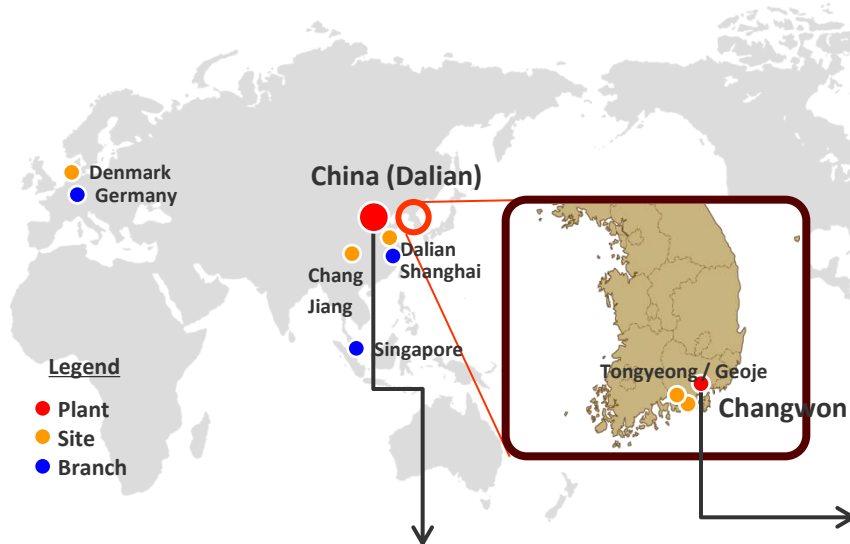 Denmark
Germany
China (Dalian)
Dalian
Shanghai
Chang
Jiang
Singapore
Legend
Plant
Site
Branch
Tongyeong / Geoje
Changwon